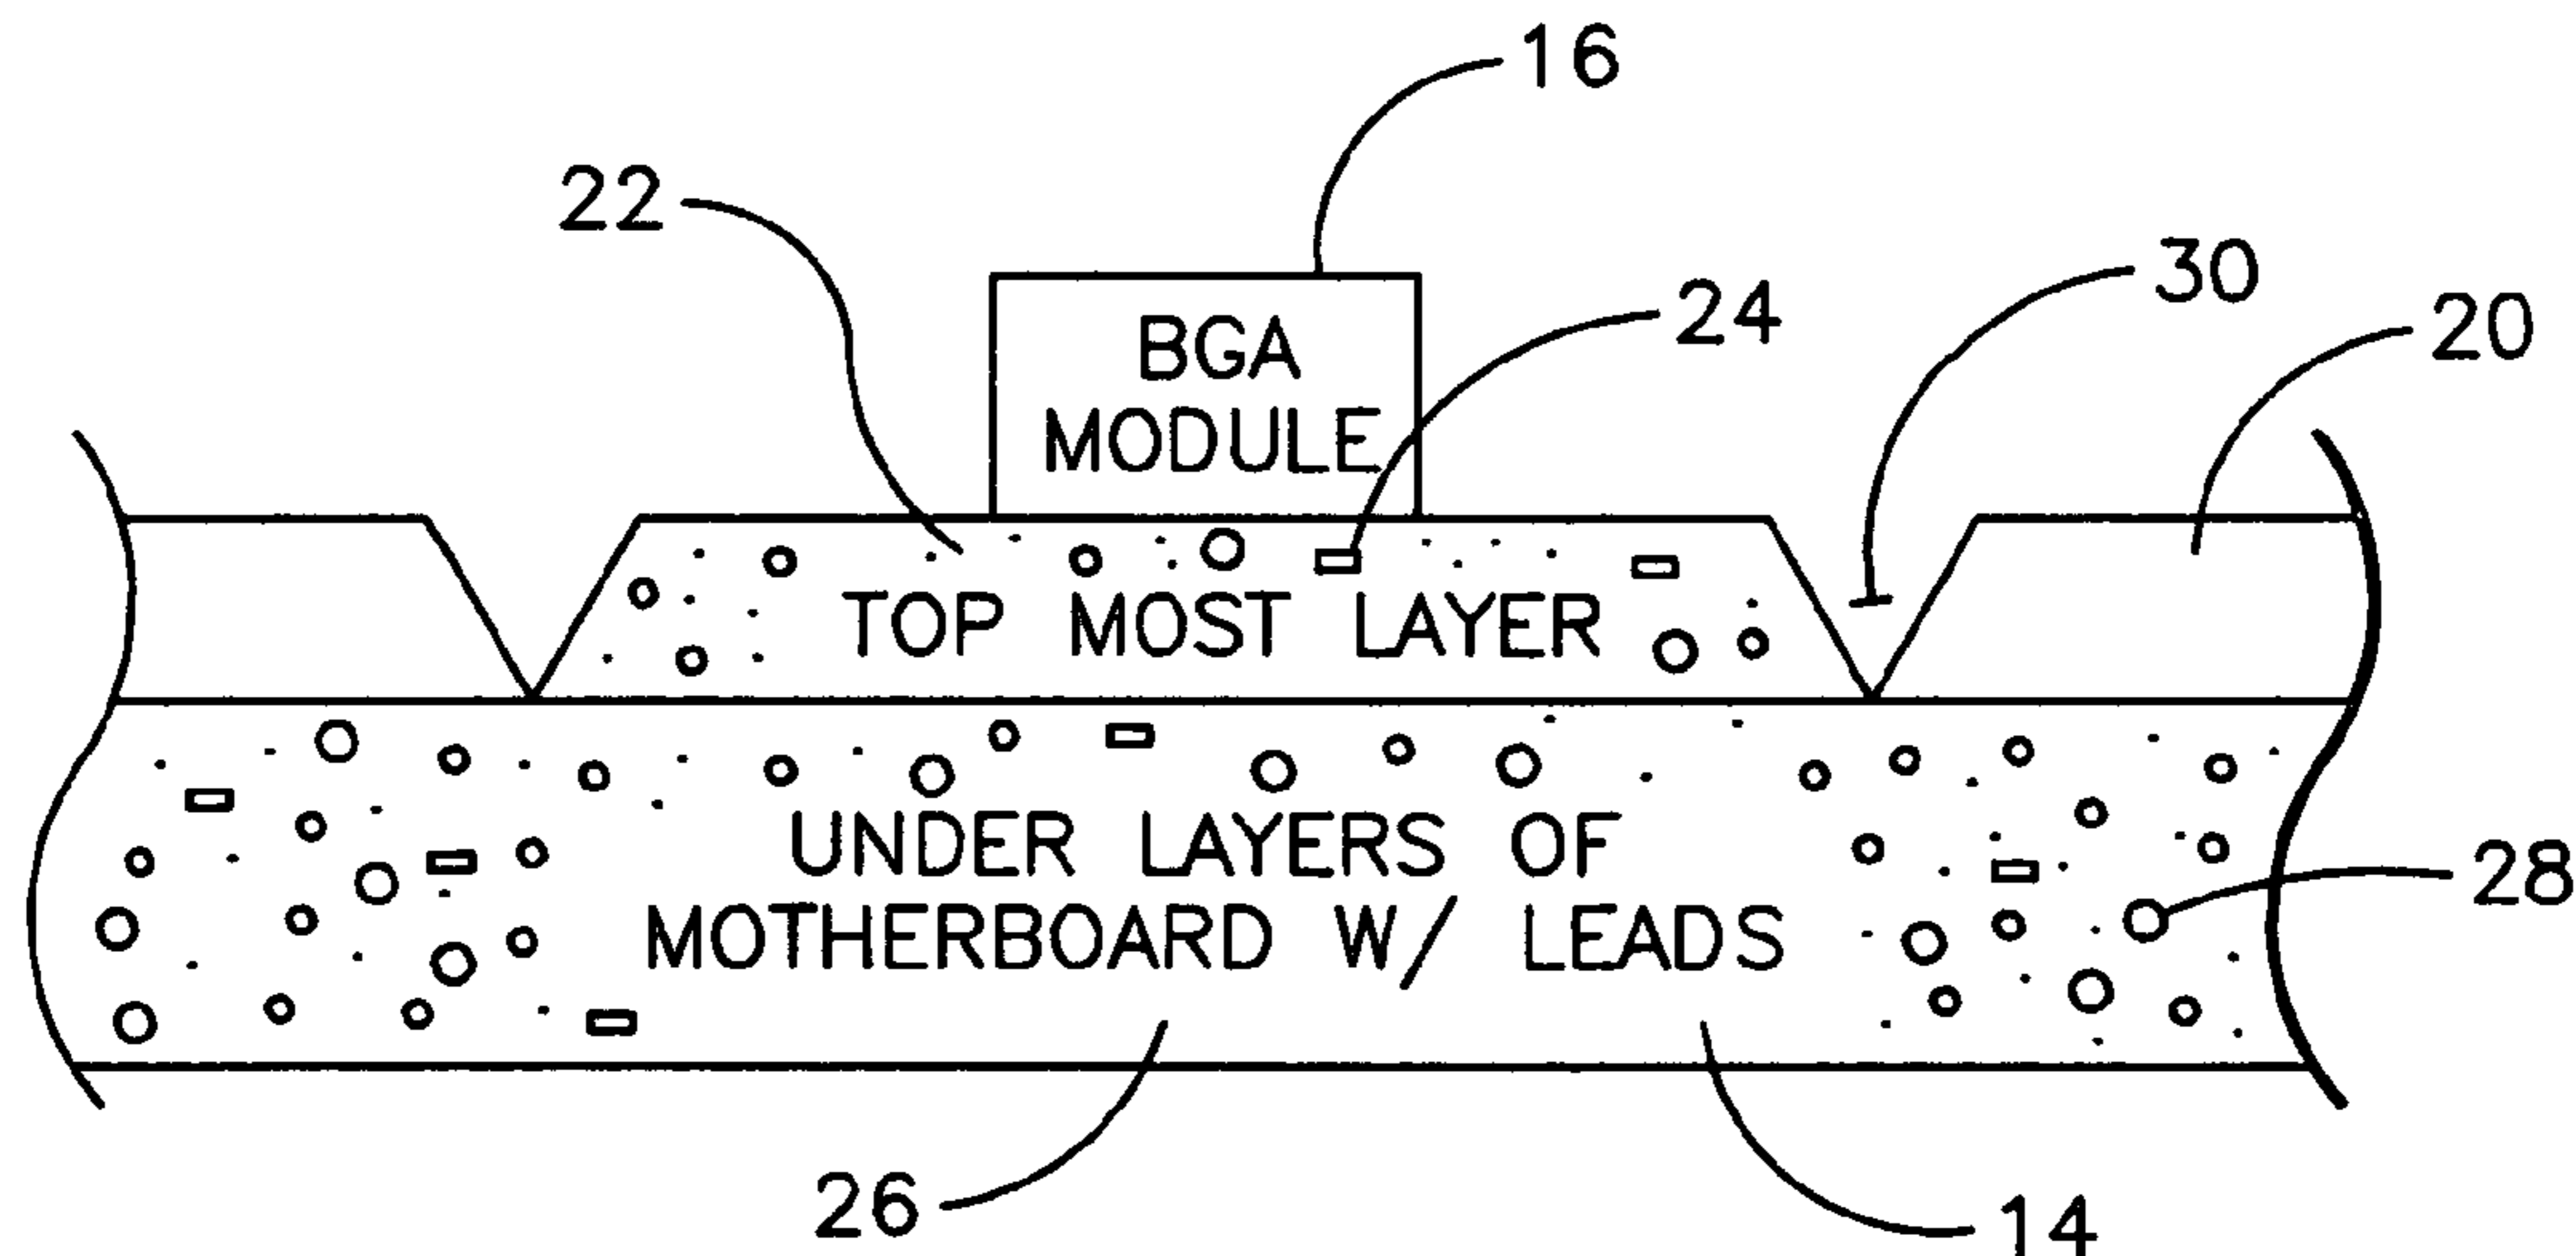 16
22
30
24
20
BGA
MODULE
TOP MOST LAYER
UNDER LAYERS OF
28
MOTHERBOARD W/ LEADS
26
14